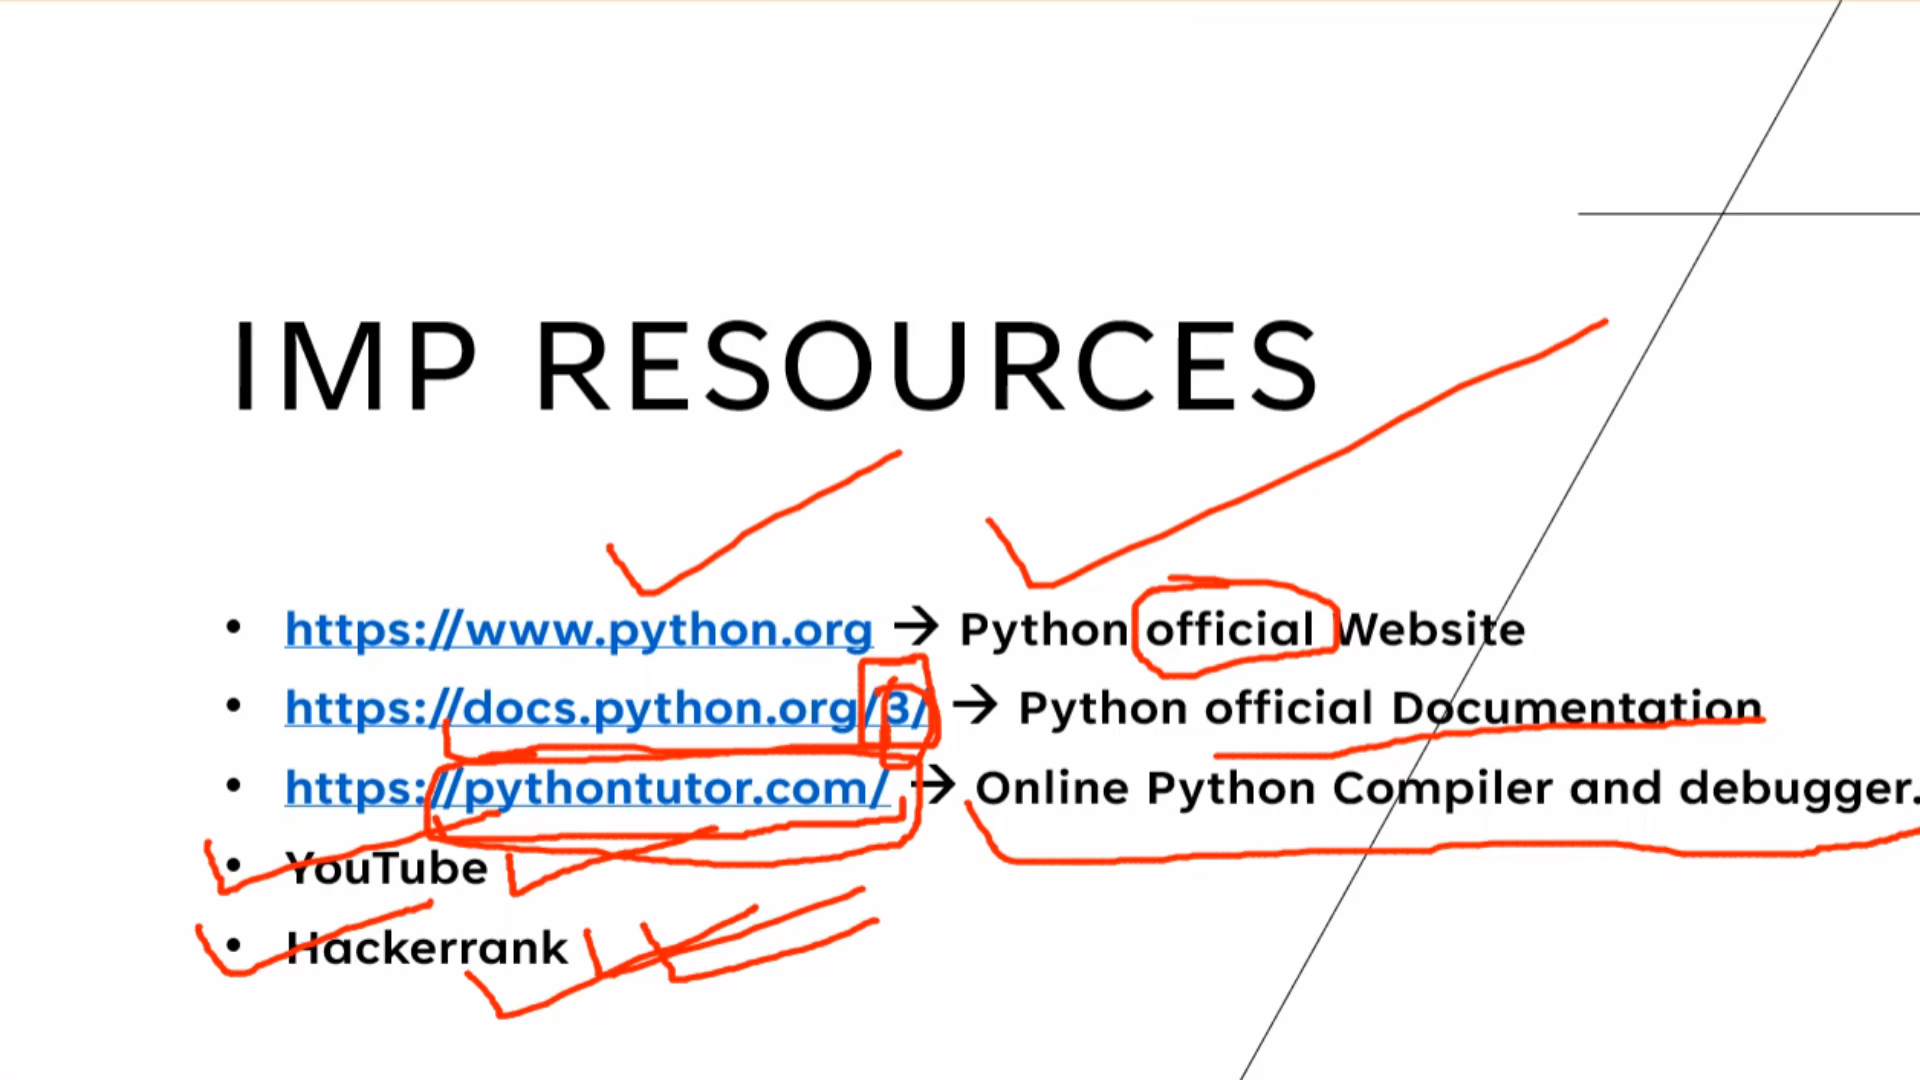 IMP RESOURCES
• https://www.python.org → Python official Website
• https://docs.python.org/3/ → Python official Documentation
• https://pythontutor.com/ → Online Python Compiler and debugger.
• YouTube
• Hackerrank